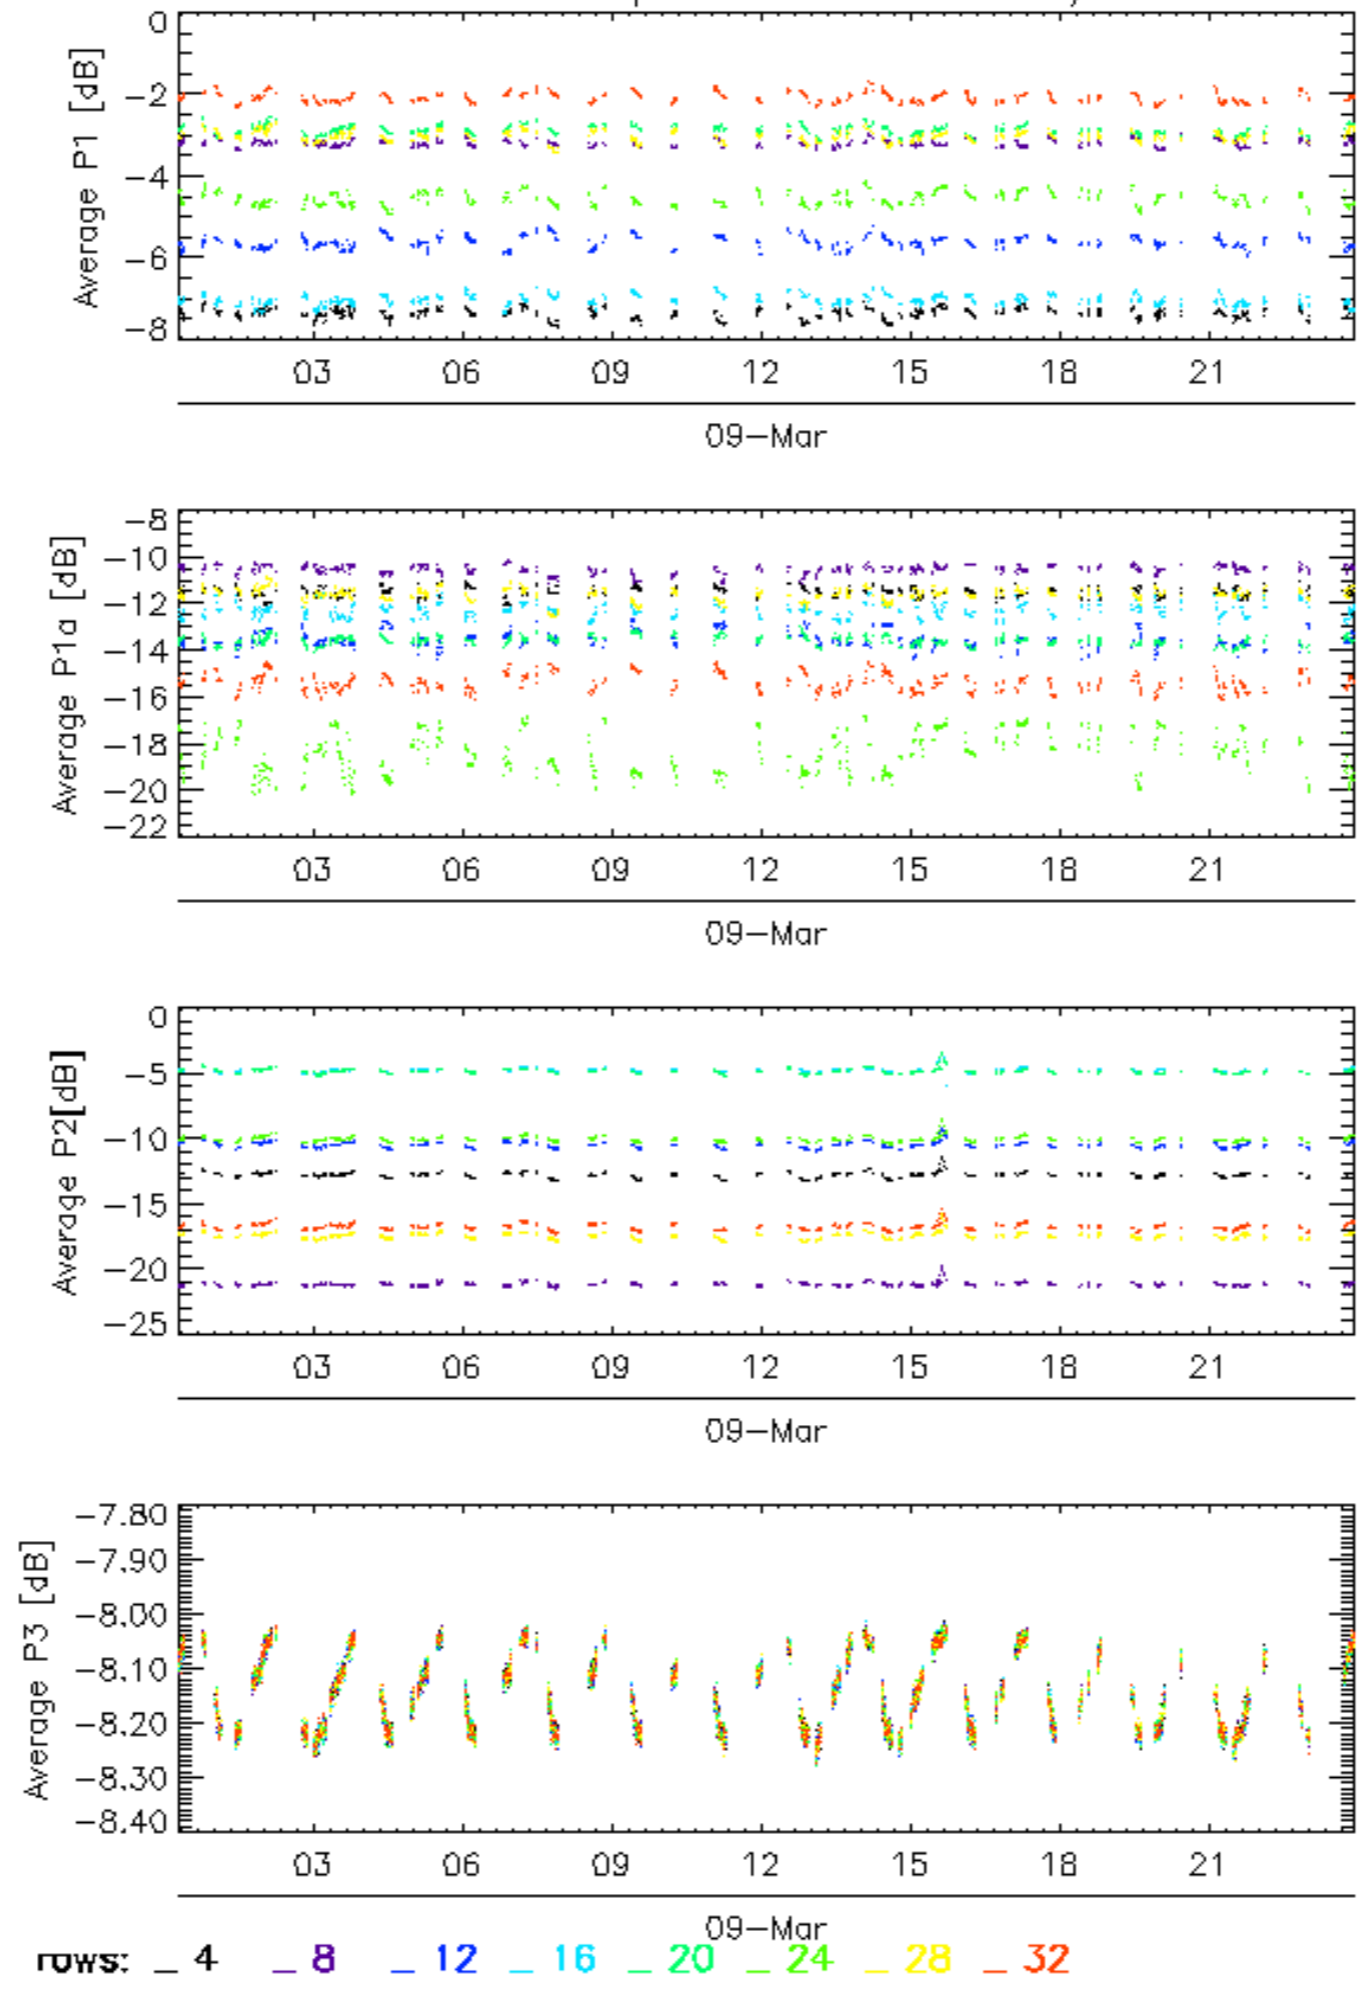 0
−2
−4
−6
−8
Average P1 [dB]
03 06 09 12 15 18 21
09−Mar
−8
−10
−12
−14
−16
−18
−20
−22
Average P1a [dB]
03 06 09 12 15 18 21
09−Mar
0
−5
−10
−15
−20
−25
Average P2[dB]
03 06 09 12 15 18 21
09−Mar
−7.80
−7.90
−8.00
−8.10
−8.20
−8.30
−8.40
Average P3 [dB]
03 06 09 12 15 18 21
09−Mar
rows: _ 4 _ 8 _ 12 _ 16 _ 20 _ 24 _ 28 _ 32